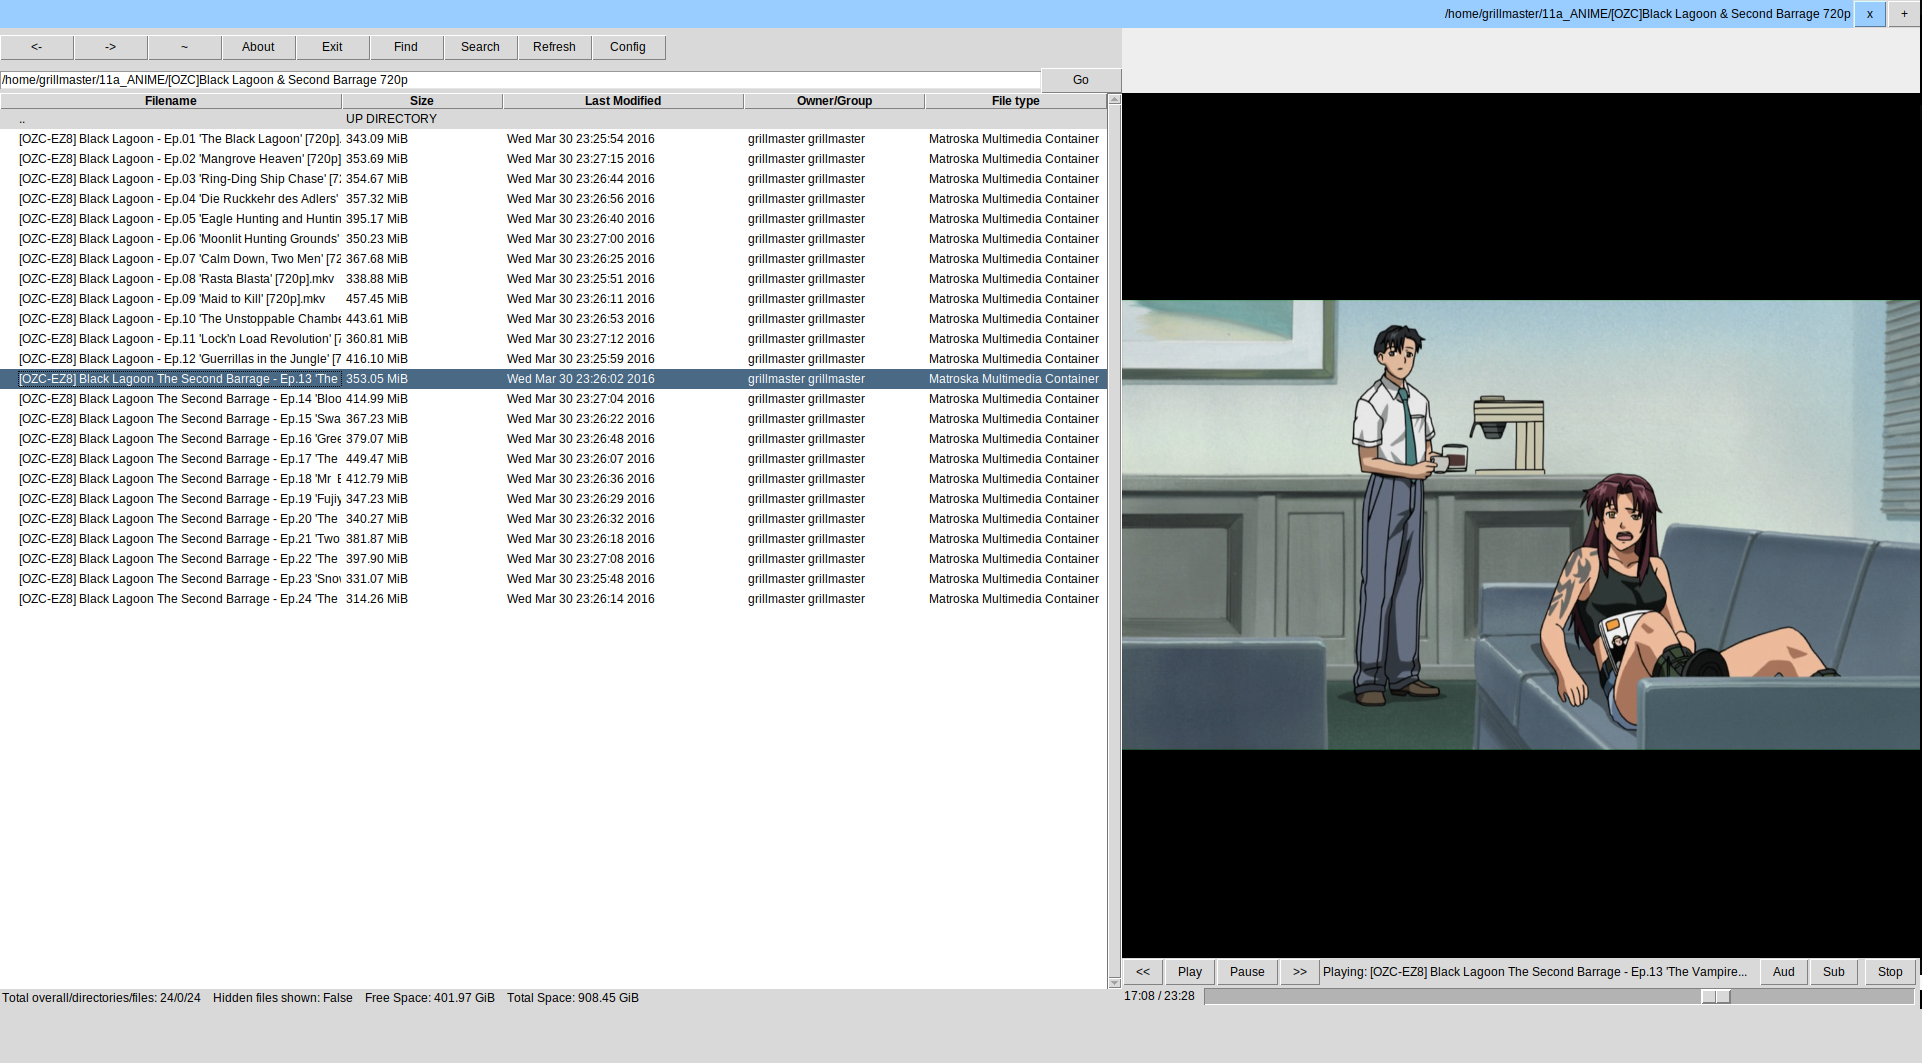 /home/grillmaster/11a_ANIME/[OZC]Black Lagoon & Second Barrage 720p x +
<- -> ~ About Exit Find Search Refresh Config
/home/grillmaster/11a_ANIME/[OZC]Black Lagoon & Second Barrage 720p Go
Filename Size Last Modified Owner/Group File type
.. UP DIRECTORY
[OZC-EZ8] Black Lagoon - Ep.01 'The Black Lagoon' [720p]. 343.09 MiB Wed Mar 30 23:25:54 2016 grillmaster grillmaster Matroska Multimedia Container
[OZC-EZ8] Black Lagoon - Ep.02 'Mangrove Heaven' [720p] 353.69 MiB Wed Mar 30 23:27:15 2016 grillmaster grillmaster Matroska Multimedia Container
[OZC-EZ8] Black Lagoon - Ep.03 'Ring-Ding Ship Chase' [72 354.67 MiB Wed Mar 30 23:26:44 2016 grillmaster grillmaster Matroska Multimedia Container
[OZC-EZ8] Black Lagoon - Ep.04 'Die Ruckkehr des Adlers' 357.32 MiB Wed Mar 30 23:26:56 2016 grillmaster grillmaster Matroska Multimedia Container
[OZC-EZ8] Black Lagoon - Ep.05 'Eagle Hunting and Huntin 395.17 MiB Wed Mar 30 23:26:40 2016 grillmaster grillmaster Matroska Multimedia Container
[OZC-EZ8] Black Lagoon - Ep.06 'Moonlit Hunting Grounds' 350.23 MiB Wed Mar 30 23:27:00 2016 grillmaster grillmaster Matroska Multimedia Container
[OZC-EZ8] Black Lagoon - Ep.07 'Calm Down, Two Men' [72 367.68 MiB Wed Mar 30 23:26:25 2016 grillmaster grillmaster Matroska Multimedia Container
[OZC-EZ8] Black Lagoon - Ep.08 'Rasta Blasta' [720p].mkv 338.88 MiB Wed Mar 30 23:25:51 2016 grillmaster grillmaster Matroska Multimedia Container
[OZC-EZ8] Black Lagoon - Ep.09 'Maid to Kill' [720p].mkv 457.45 MiB Wed Mar 30 23:26:11 2016 grillmaster grillmaster Matroska Multimedia Container
[OZC-EZ8] Black Lagoon - Ep.10 'The Unstoppable Chambe 443.61 MiB Wed Mar 30 23:26:53 2016 grillmaster grillmaster Matroska Multimedia Container
[OZC-EZ8] Black Lagoon - Ep.11 'Lock'n Load Revolution' [7 360.81 MiB Wed Mar 30 23:27:12 2016 grillmaster grillmaster Matroska Multimedia Container
[OZC-EZ8] Black Lagoon - Ep.12 'Guerrillas in the Jungle' [7 416.10 MiB Wed Mar 30 23:25:59 2016 grillmaster grillmaster Matroska Multimedia Container
[OZC-EZ8] Black Lagoon The Second Barrage - Ep.13 'The 353.05 MiB Wed Mar 30 23:26:02 2016 grillmaster grillmaster Matroska Multimedia Container
[OZC-EZ8] Black Lagoon The Second Barrage - Ep.14 'Bloo 414.99 MiB Wed Mar 30 23:27:04 2016 grillmaster grillmaster Matroska Multimedia Container
[OZC-EZ8] Black Lagoon The Second Barrage - Ep.15 'Swa 367.23 MiB Wed Mar 30 23:26:22 2016 grillmaster grillmaster Matroska Multimedia Container
[OZC-EZ8] Black Lagoon The Second Barrage - Ep.16 'Gree 379.07 MiB Wed Mar 30 23:26:48 2016 grillmaster grillmaster Matroska Multimedia Container
[OZC-EZ8] Black Lagoon The Second Barrage - Ep.17 'The 449.47 MiB Wed Mar 30 23:26:07 2016 grillmaster grillmaster Matroska Multimedia Container
[OZC-EZ8] Black Lagoon The Second Barrage - Ep.18 'Mr E 412.79 MiB Wed Mar 30 23:26:36 2016 grillmaster grillmaster Matroska Multimedia Container
[OZC-EZ8] Black Lagoon The Second Barrage - Ep.19 'Fujiy 347.23 MiB Wed Mar 30 23:26:29 2016 grillmaster grillmaster Matroska Multimedia Container
[OZC-EZ8] Black Lagoon The Second Barrage - Ep.20 'The 340.27 MiB Wed Mar 30 23:26:32 2016 grillmaster grillmaster Matroska Multimedia Container
[OZC-EZ8] Black Lagoon The Second Barrage - Ep.21 'Two 381.87 MiB Wed Mar 30 23:26:18 2016 grillmaster grillmaster Matroska Multimedia Container
[OZC-EZ8] Black Lagoon The Second Barrage - Ep.22 'The 397.90 MiB Wed Mar 30 23:27:08 2016 grillmaster grillmaster Matroska Multimedia Container
[OZC-EZ8] Black Lagoon The Second Barrage - Ep.23 'Snow 331.07 MiB Wed Mar 30 23:25:48 2016 grillmaster grillmaster Matroska Multimedia Container
[OZC-EZ8] Black Lagoon The Second Barrage - Ep.24 'The 314.26 MiB Wed Mar 30 23:26:14 2016 grillmaster grillmaster Matroska Multimedia Container
<< Play Pause >> Playing: [OZC-EZ8] Black Lagoon The Second Barrage - Ep.13 'The Vampire... Aud Sub Stop
Total overall/directories/files: 24/0/24 Hidden files shown: False Free Space: 401.97 GiB Total Space: 908.45 GiB 17:08 / 23:28